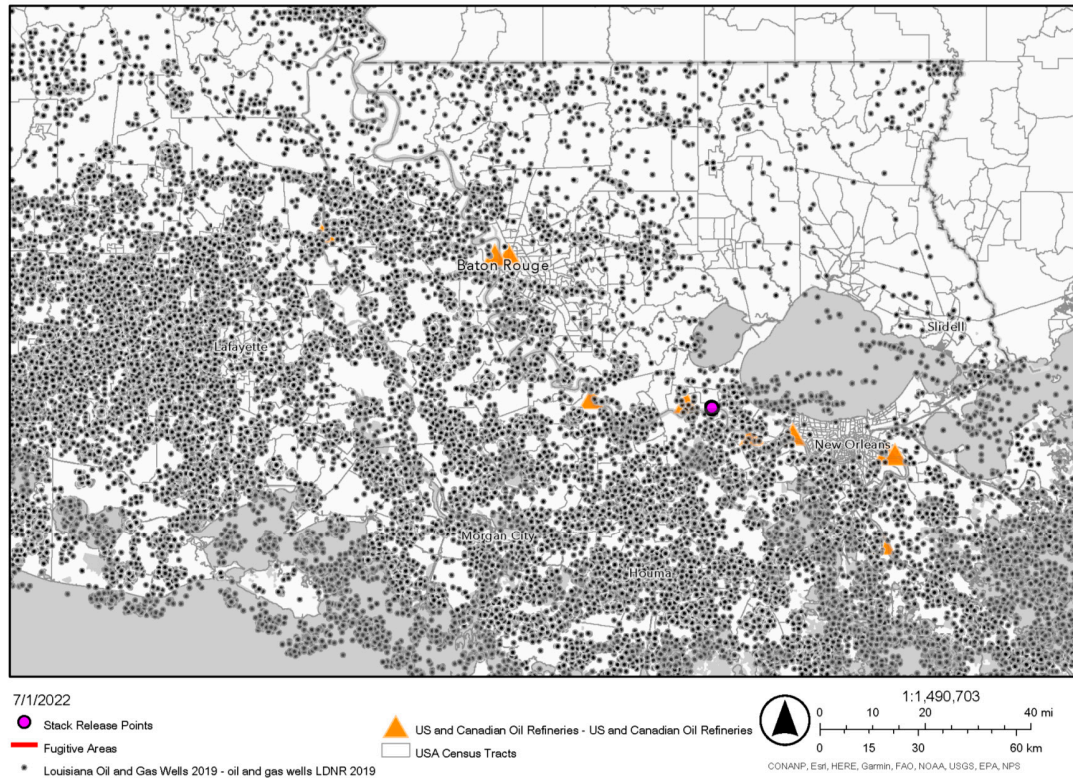 Baton Rouge
Slidell
Lafayette
New Orleans
Morgan City
Houma
7/1/2022
Stack Release Points
Fugitive Areas
Louisiana Oil and Gas Wells 2019 - oil and gas wells LDNR 2019
US and Canadian Oil Refineries - US and Canadian Oil Refineries
USA Census Tracts
1:1,490,703
0 10 20 40 mi
0 15 30 60 km
CONANP, Esri, HERE, Garmin, FAO, NOAA, USGS, EPA, NPS